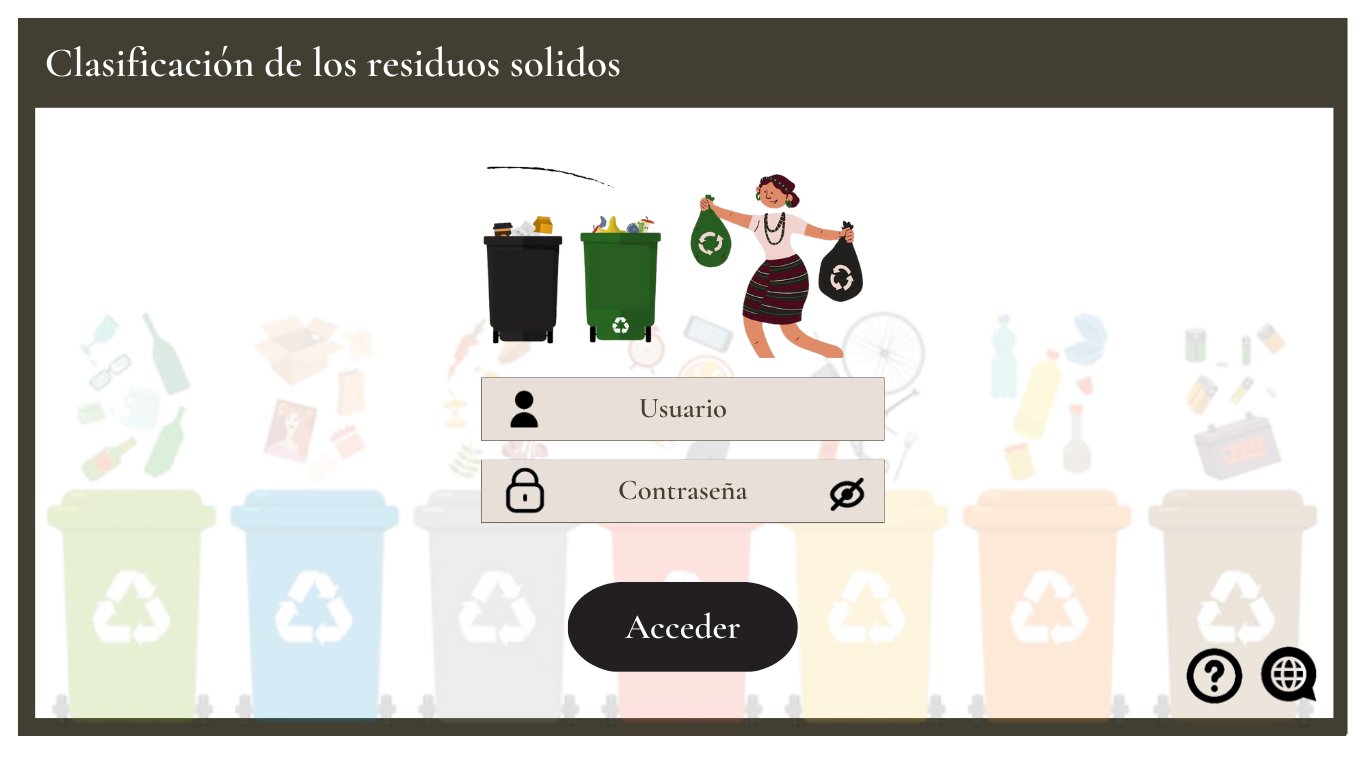 Clasificación de los residuos solidos
Usuario
Contraseña
Acceder